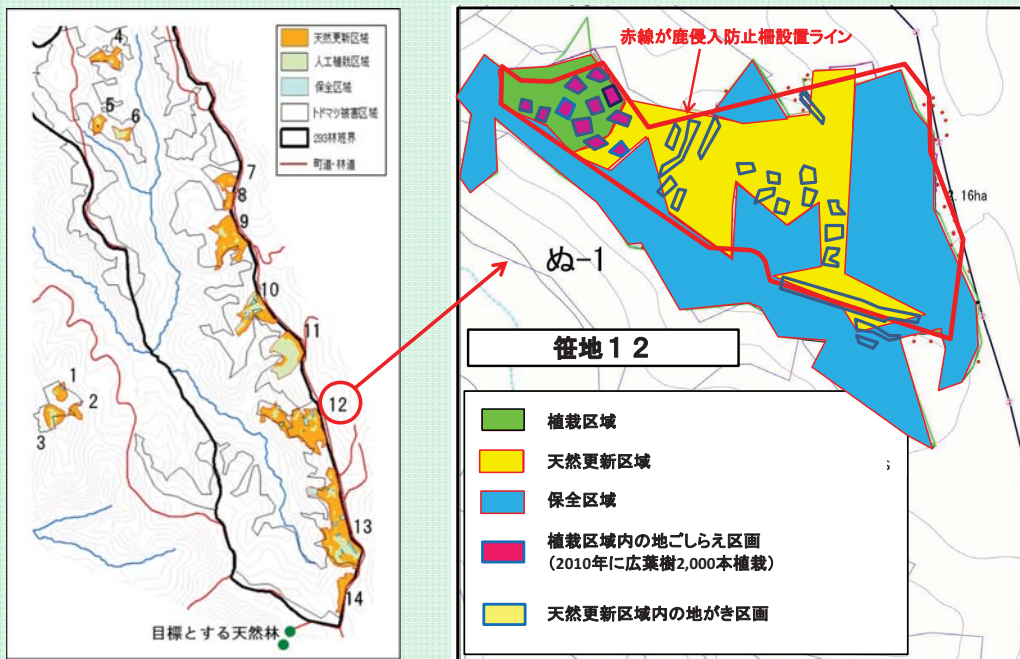 天然更新区域
人工植栽区域
保全区域
トドマツ被害区域
293林班界
町道・林道
4
5
6
7
8
9
10
11
12
1
2
3
13
14
目標とする天然林
赤線が鹿侵入防止柵設置ライン
2.16ha
ぬ-1
笹地12
植栽区域
天然更新区域
保全区域
植栽区域内の地ごしらえ区画
(2010年に広葉樹2,000本植栽)
天然更新区域内の地がき区画